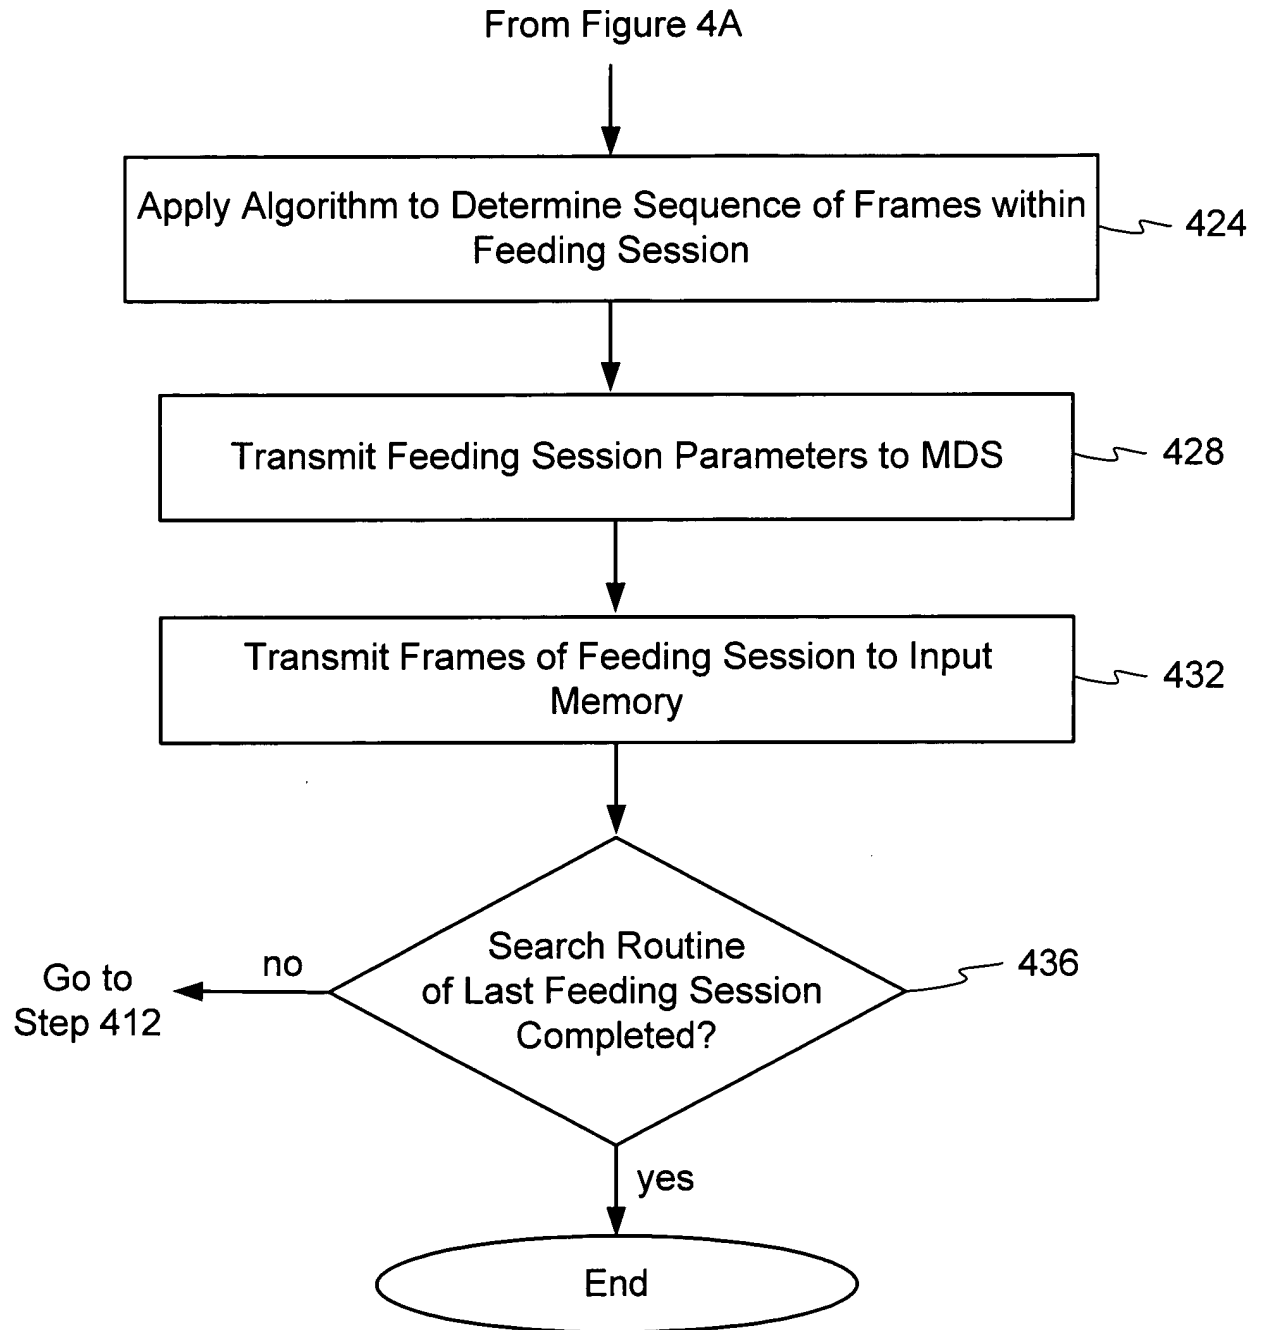 From Figure 4A
Apply Algorithm to Determine Sequence of Frames within
Feeding Session
424
Transmit Feeding Session Parameters to MDS
428
Transmit Frames of Feeding Session to Input
Memory
432
Search Routine
of Last Feeding Session
Completed?
436
no
Go to
Step 412
yes
End